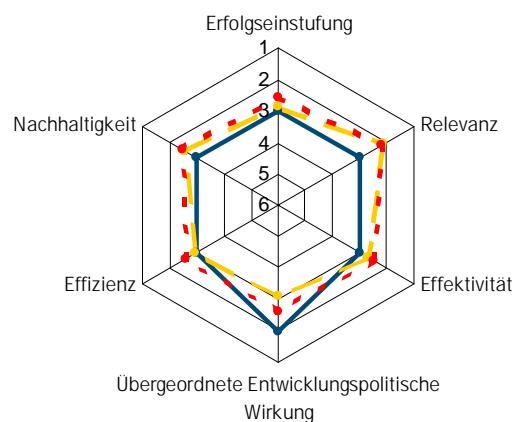 Erfolgseinstufung
1
2
3
4
5
6
Nachhaltigkeit
Relevanz
Effizienz
Effektivität
Übergeordnete Entwicklungspolitische
Wirkung